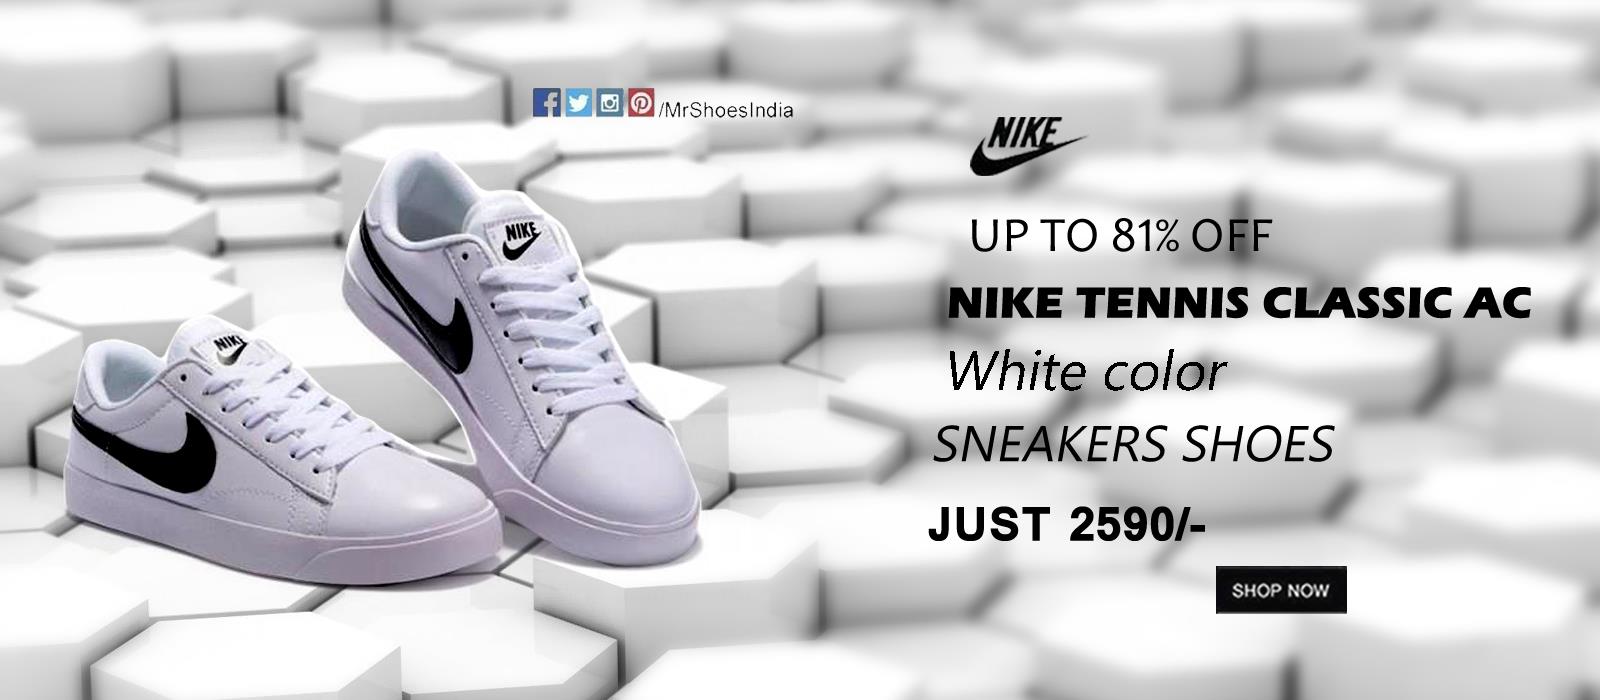 /MrShoesIndia
NIKE
UP TO 81% OFF
NIKE TENNIS CLASSIC AC
White color
SNEAKERS SHOES
JUST 2590/-
SHOP NOW
NIKE
NIKE